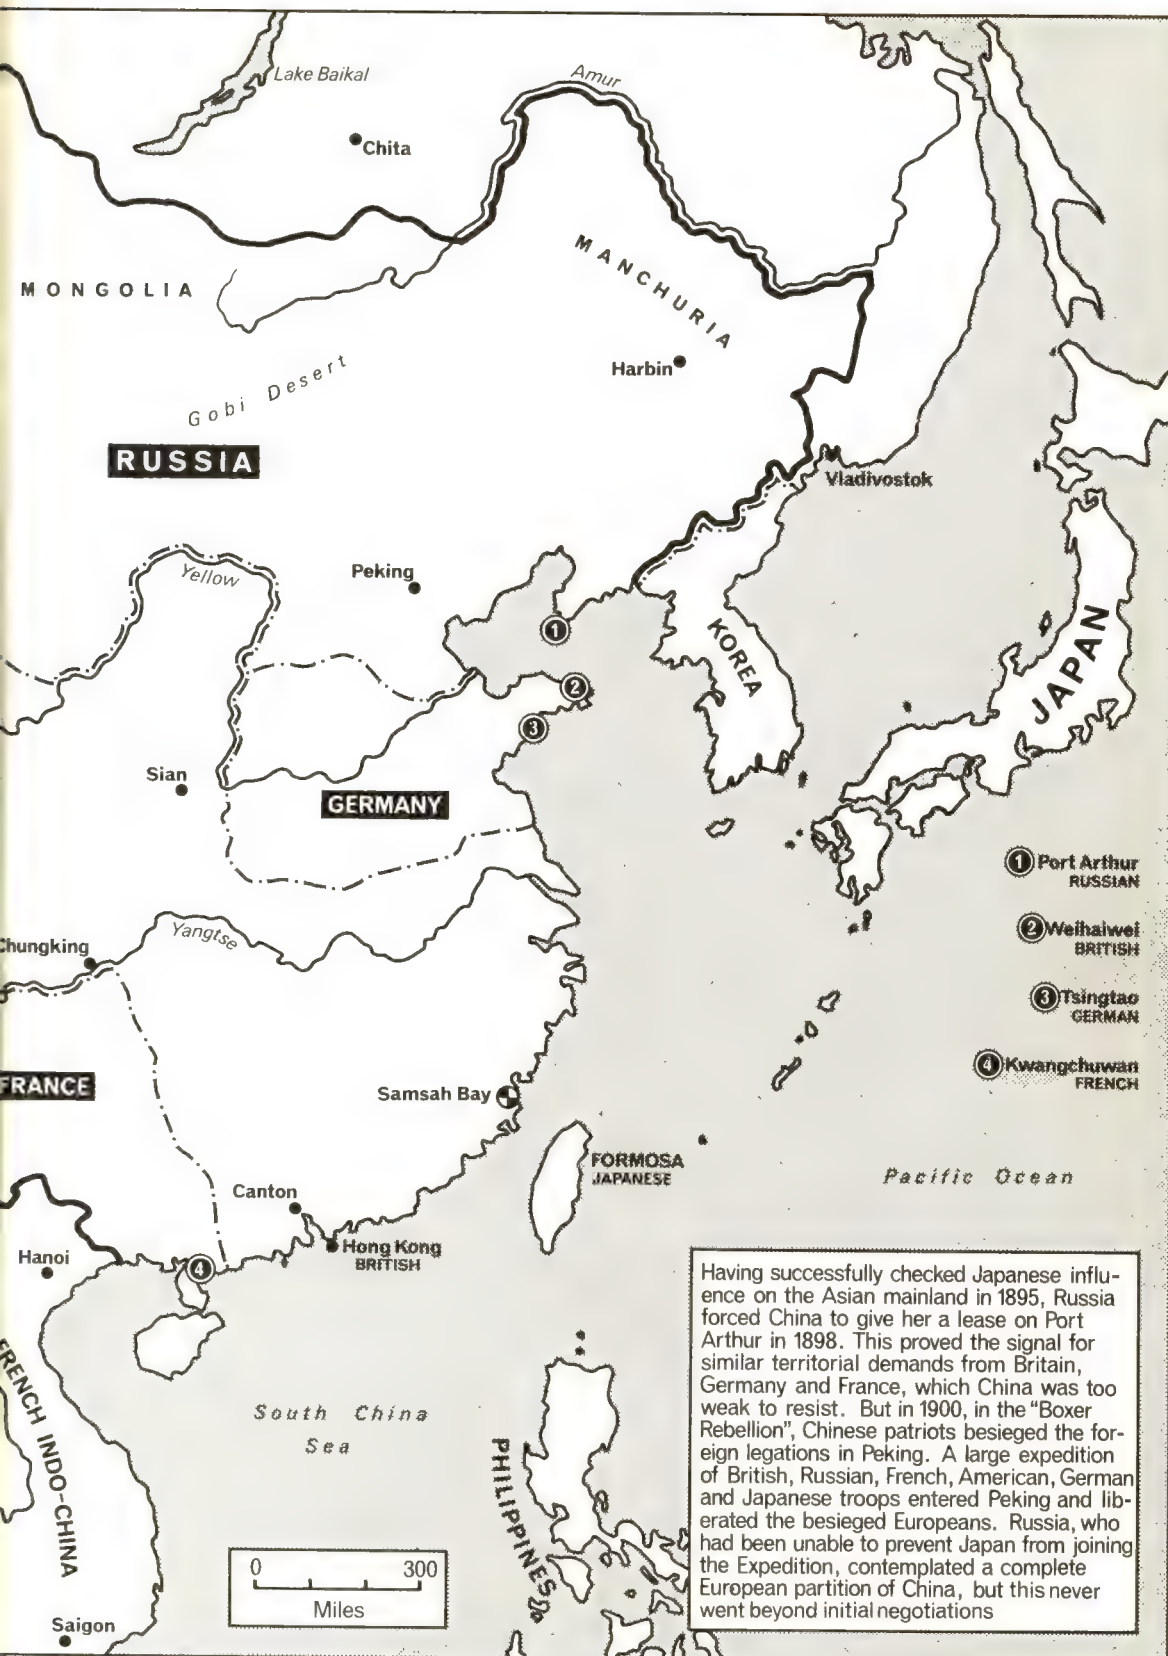 Lake Baikal
Amur
Chita
MONGOLIA
MANCHURIA
Harbin
Gobi Desert
RUSSIA
Vladivostok
Yellow
Peking
1
KOREA
JAPAN
2
3
Sian
GERMANY
1 Port Arthur
RUSSIAN
2 Weihaiwei
BRITISH
3 Tsingtao
GERMAN
4 Kwangchuwan
FRENCH
Yangtse
Chungking
FRANCE
Samsah Bay
FORMOSA
JAPANESE
Pacific Ocean
Canton
Hong Kong
BRITISH
Hanoi
4
FRENCH INDO-CHINA
South China
Sea
PHILIPPINES
Saigon
0 300
Miles
Having successfully checked Japanese influ-
ence on the Asian mainland in 1895, Russia
forced China to give her a lease on Port
Arthur in 1898. This proved the signal for
similar territorial demands from Britain,
Germany and France, which China was too
weak to resist. But in 1900, in the "Boxer
Rebellion", Chinese patriots besieged the for-
eign legations in Peking. A large expedition
of British, Russian, French, American, German
and Japanese troops entered Peking and lib-
erated the besieged Europeans. Russia, who
had been unable to prevent Japan from joining
the Expedition, contemplated a complete
European partition of China, but this never
went beyond initial negotiations